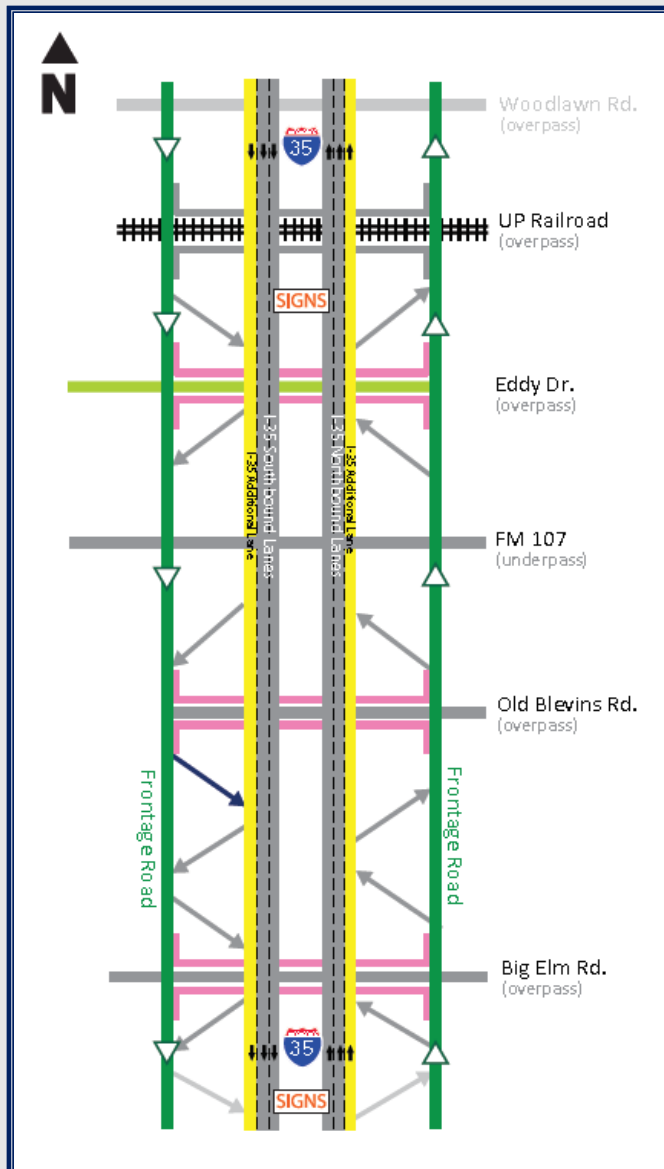 N
Woodlawn Rd.
(overpass)
35
UP Railroad
(overpass)
SIGNS
Eddy Dr.
(overpass)
I-35 Additional Lane
I-35 Southbound Lanes
I-35 Northbound Lanes
I-35 Additional Lane
FM 107
(underpass)
Old Blevins Rd.
(overpass)
Frontage Road
Frontage Road
Big Elm Rd.
(overpass)
35
SIGNS